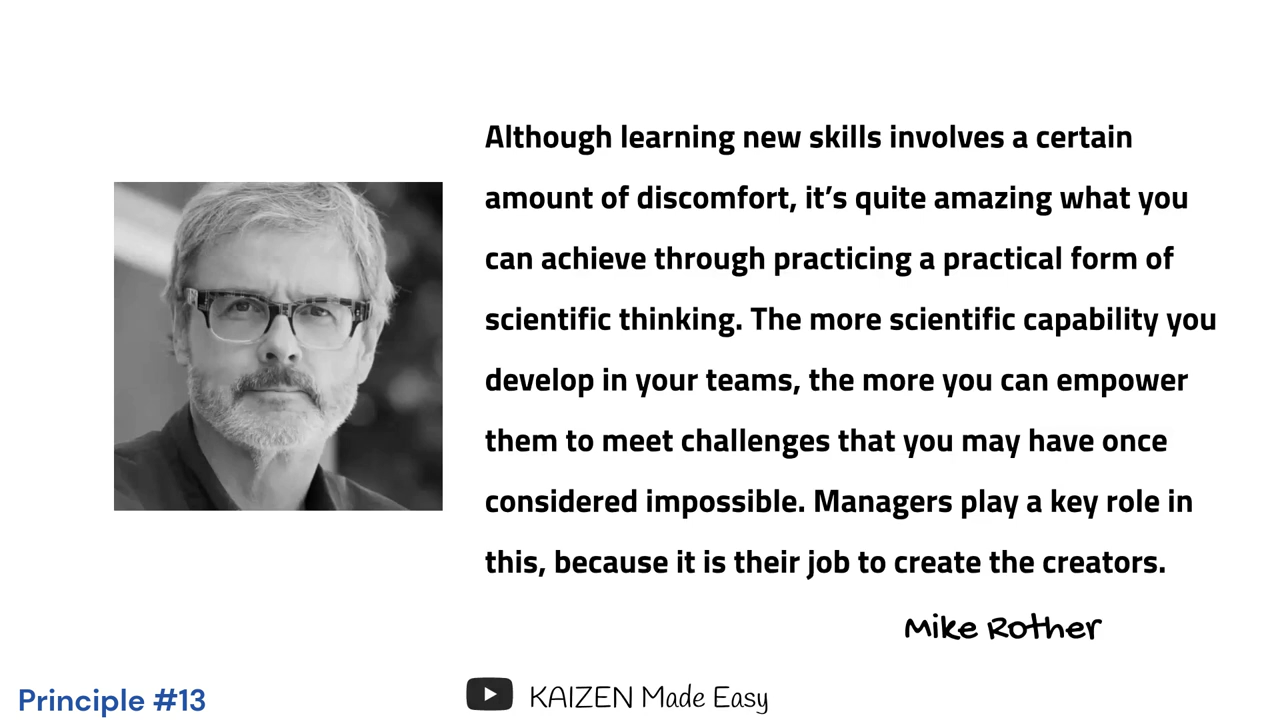 Although learning new skills involves a certain
amount of discomfort, it’s quite amazing what you
can achieve through practicing a practical form of
scientific thinking. The more scientific capability you
develop in your teams, the more you can empower
them to meet challenges that you may have once
considered impossible. Managers play a key role in
this, because it is their job to create the creators.
Mike Rother
Principle #13
KAIZEN Made Easy